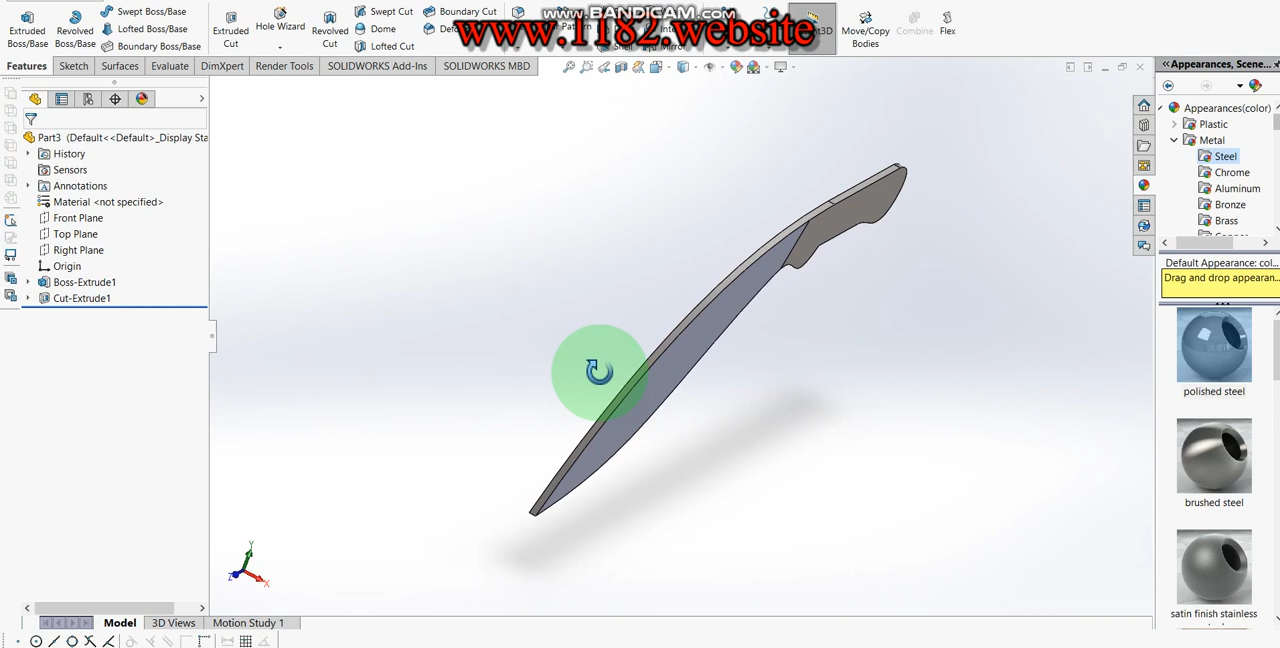 www.BANDICAM.com
www.1182.website
Extruded Boss/Base
Revolved Boss/Base
Swept Boss/Base
Lofted Boss/Base
Boundary Boss/Base
Extruded Cut
Hole Wizard
Revolved Cut
Swept Cut
Dome
Lofted Cut
Boundary Cut
Move/Copy Bodies
Combine
Flex
Features
Sketch
Surfaces
Evaluate
DimXpert
Render Tools
SOLIDWORKS Add-Ins
SOLIDWORKS MBD
Part3 (Default<<Default>_Display Sta
History
Sensors
Annotations
Material <not specified>
Front Plane
Top Plane
Right Plane
Origin
Boss-Extrude1
Cut-Extrude1
Y
X
Z
Appearances, Scene...
Appearances(color)
Plastic
Metal
Steel
Chrome
Aluminum
Bronze
Brass
Default Appearance: col...
Drag and drop appearan...
polished steel
brushed steel
satin finish stainless
Model
3D Views
Motion Study 1